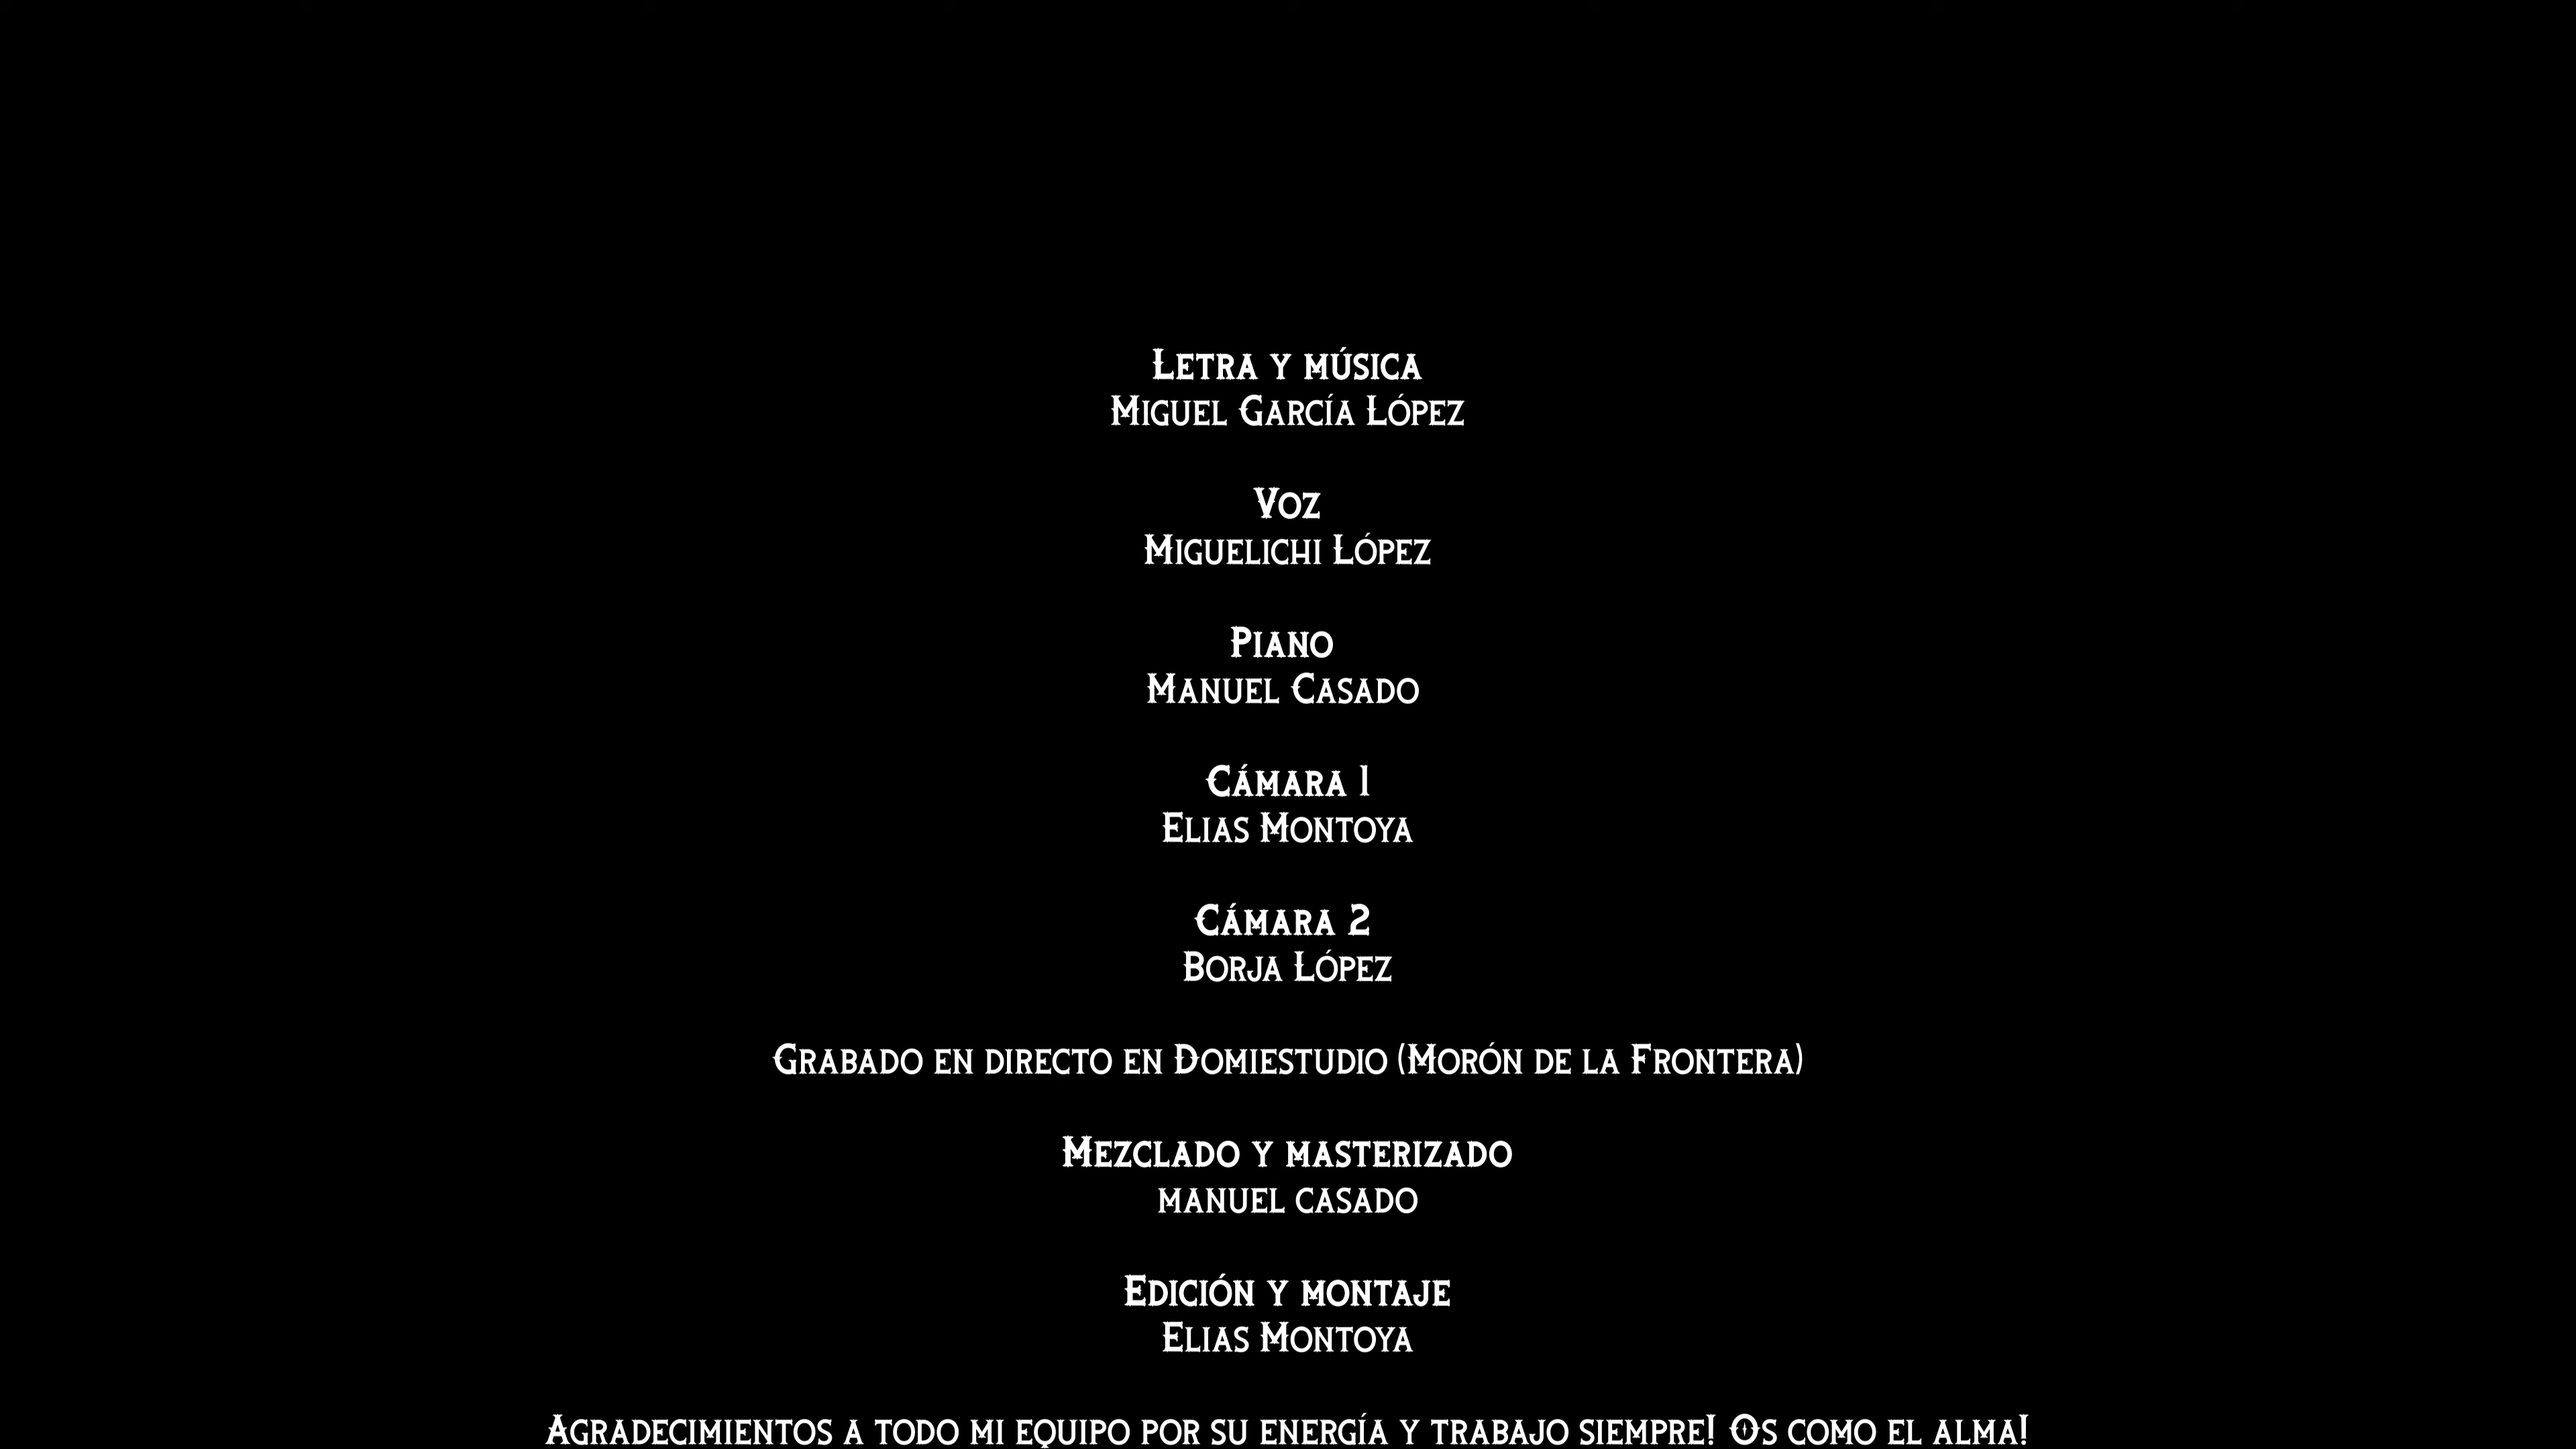 Letra y música
Miguel García López
Voz
Miguelichi López
Piano
Manuel Casado
Cámara 1
Elias Montoya
Cámara 2
Borja López
Grabado en directo en Domiestudio (Morón de la Frontera)
Mezclado y masterizado
manuel casado
Edición y montaje
Elias Montoya
Agradecimientos a todo mi equipo por su energía y trabajo siempre! Os como el alma!